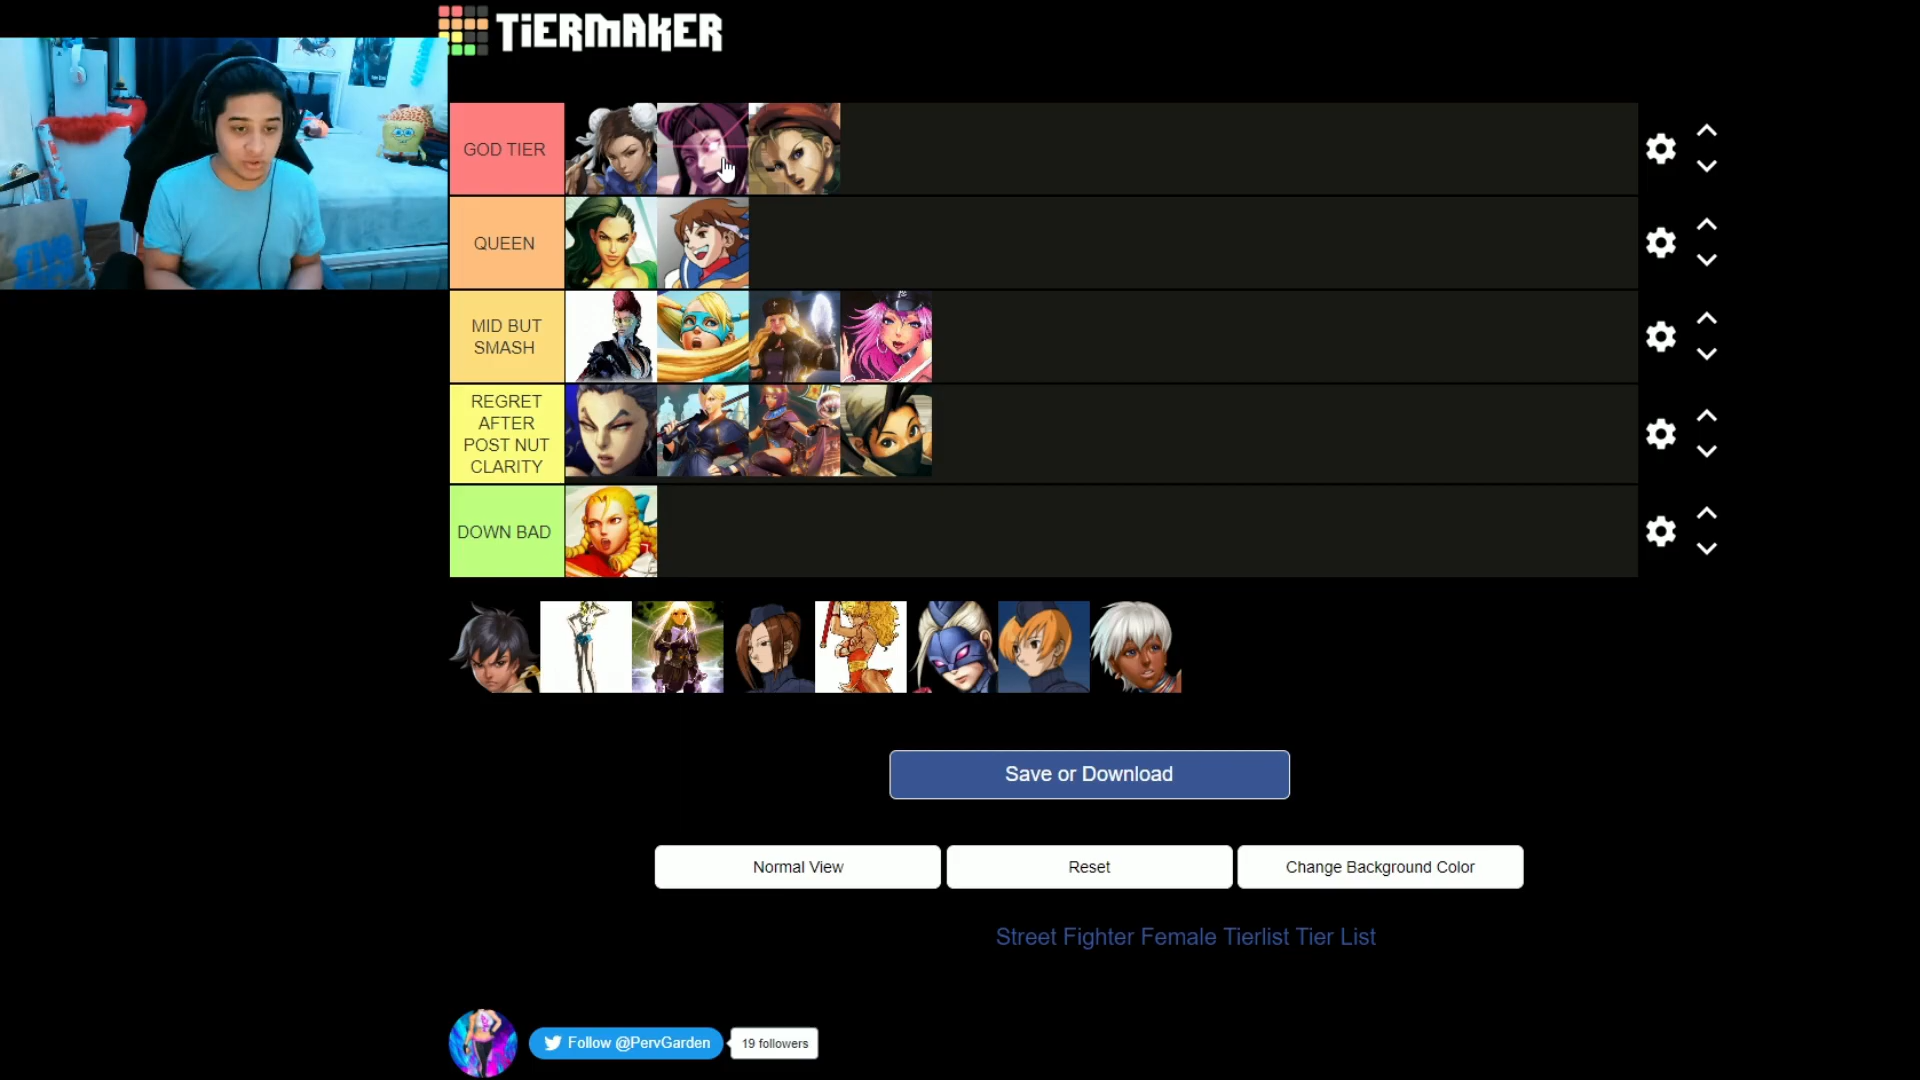 TiERMAKER
GOD TIER
QUEEN
MID BUT
SMASH
REGRET
AFTER
POST NUT
CLARITY
DOWN BAD
Save or Download
Normal View
Reset
Change Background Color
Street Fighter Female Tierlist Tier List
Follow @PervGarden
19 followers